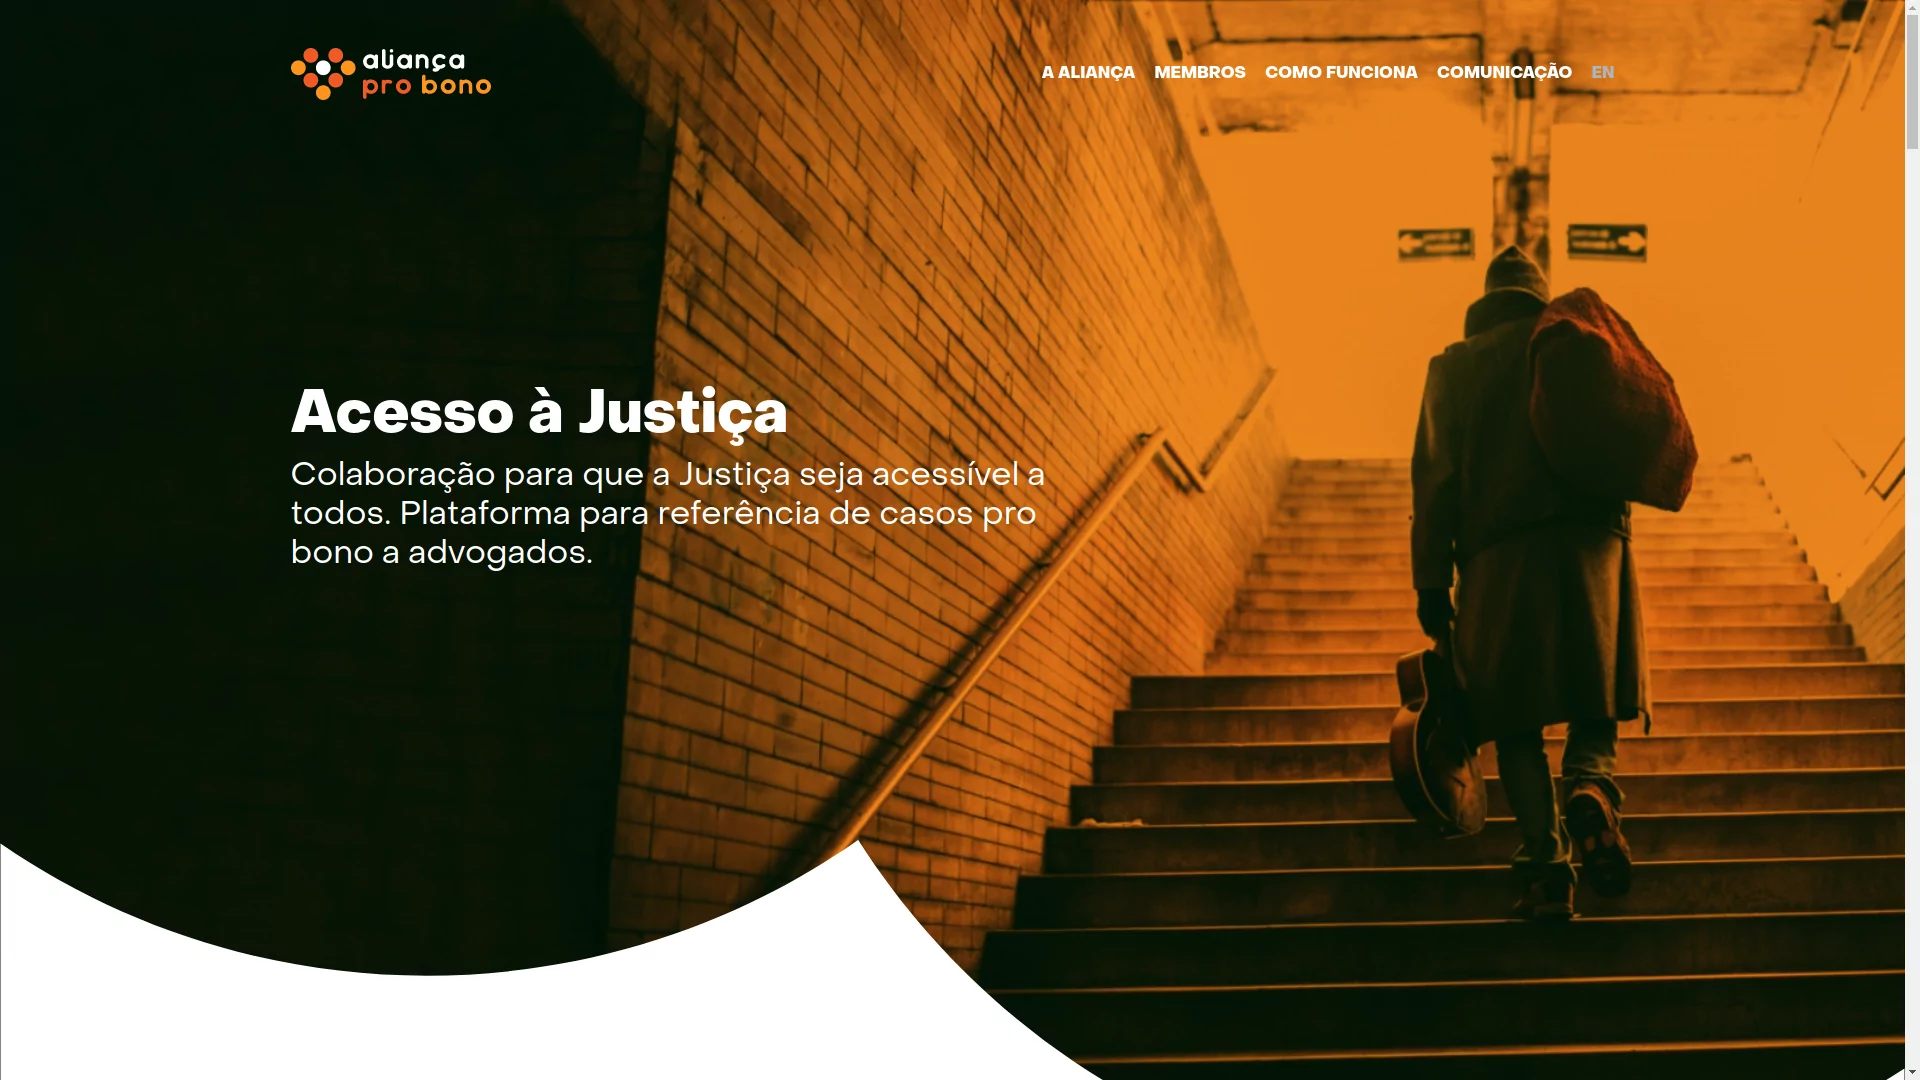 aliança
pro bono
A ALIANÇA MEMBROS COMO FUNCIONA COMUNICAÇÃO EN
Acesso à Justiça
Colaboração para que a Justiça seja acessível a
todos. Plataforma para referência de casos pro
bono a advogados.